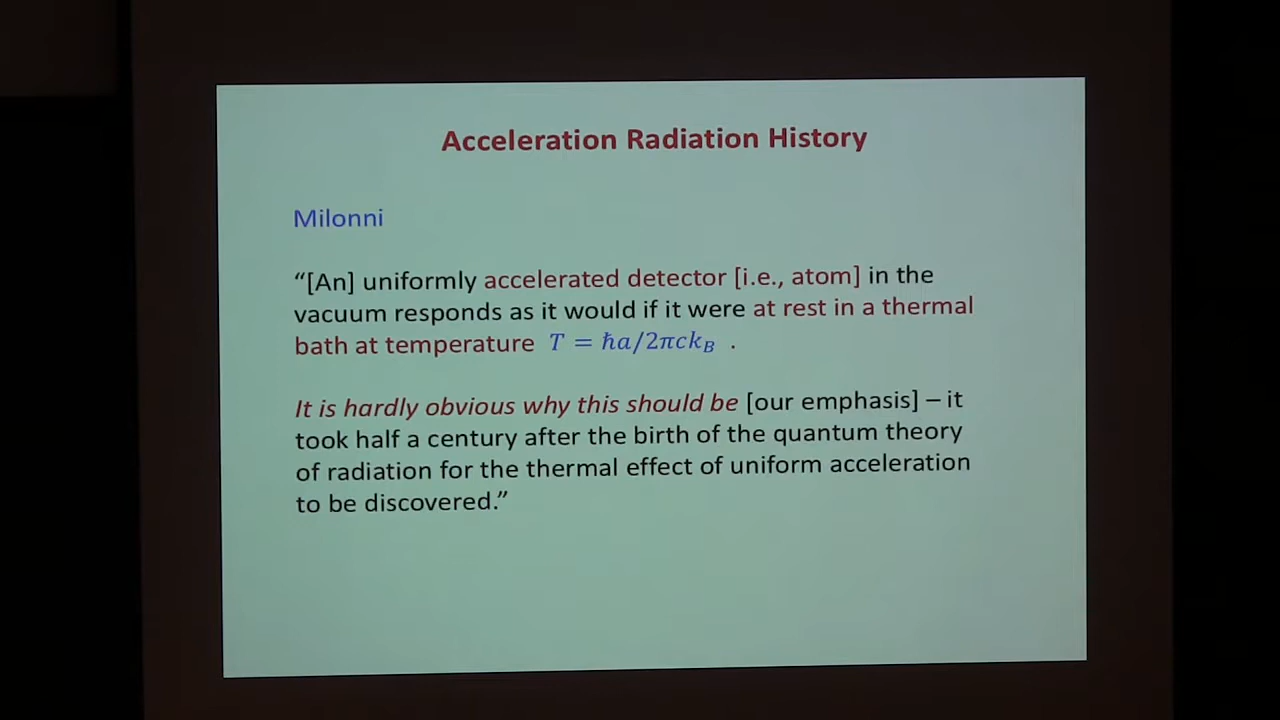 Acceleration Radiation History
Milonni
“[An] uniformly accelerated detector [i.e., atom] in the
vacuum responds as it would if it were at rest in a thermal
bath at temperature T = ħa/2πck_B .
It is hardly obvious why this should be [our emphasis] – it
took half a century after the birth of the quantum theory
of radiation for the thermal effect of uniform acceleration
to be discovered.”